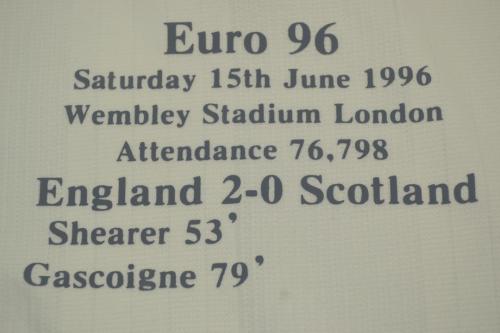 Euro 96
Saturday 15th June 1996
Wembley Stadium London
Attendance 76,798
England 2-0 Scotland
Shearer 53'
Gascoigne 79'